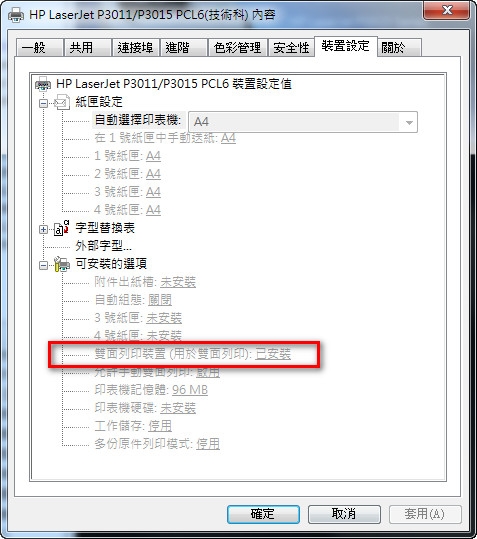 HP LaserJet P3011/P3015 PCL6(技術科) 內容
一般 共用 連接埠 進階 色彩管理 安全性 裝置設定 關於
HP LaserJet P3011/P3015 PCL6 裝置設定值
紙匣設定
自動選擇印表機: A4
在 1 號紙匣中手動送紙: A4
1 號紙匣: A4
2 號紙匣: A4
3 號紙匣: A4
4 號紙匣: A4
字型替換表
外部字型...
可安裝的選項
附件出紙槽: 未安裝
自動組態: 關閉
3 號紙匣: 未安裝
4 號紙匣: 未安裝
雙面列印裝置 (用於雙面列印): 已安裝
允許手動雙面列印: 啟用
印表機記憶體: 96 MB
印表機硬碟: 未安裝
工作儲存: 停用
多份原件列印模式: 停用
確定 取消 套用(A)